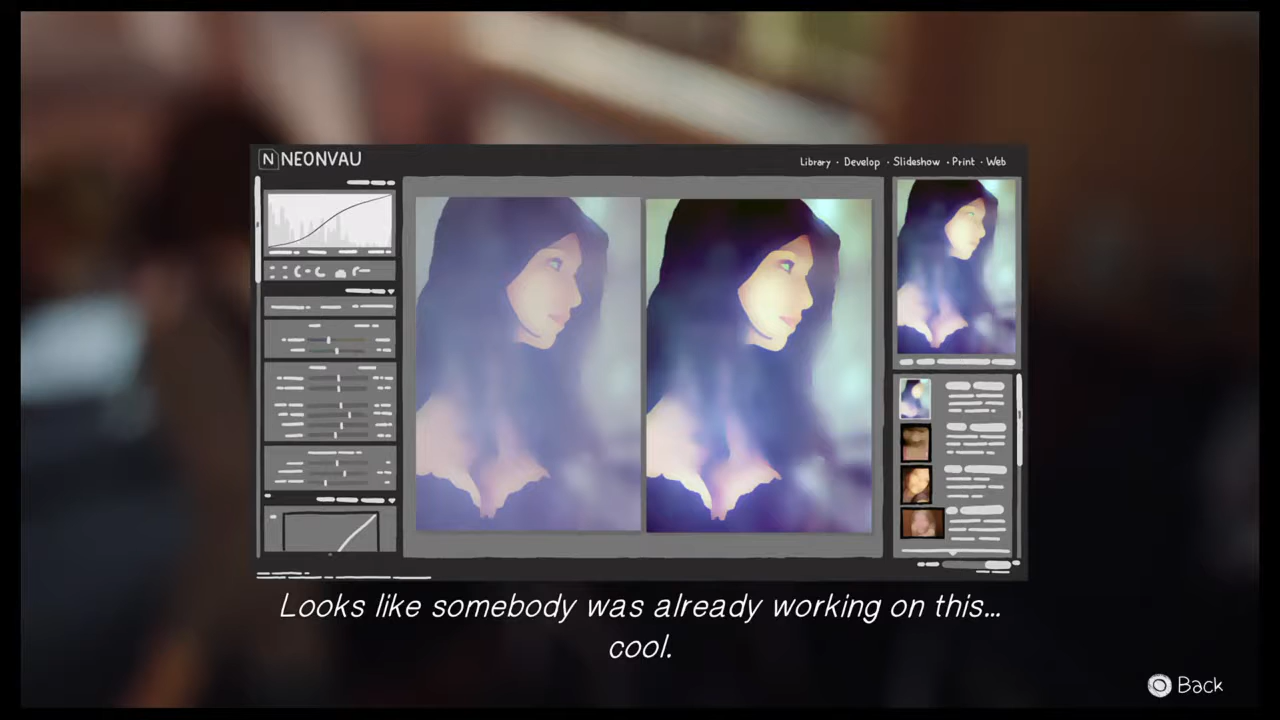 N NEONVAU
Library · Develop · Slideshow · Print · Web
Looks like somebody was already working on this...
cool.
Back